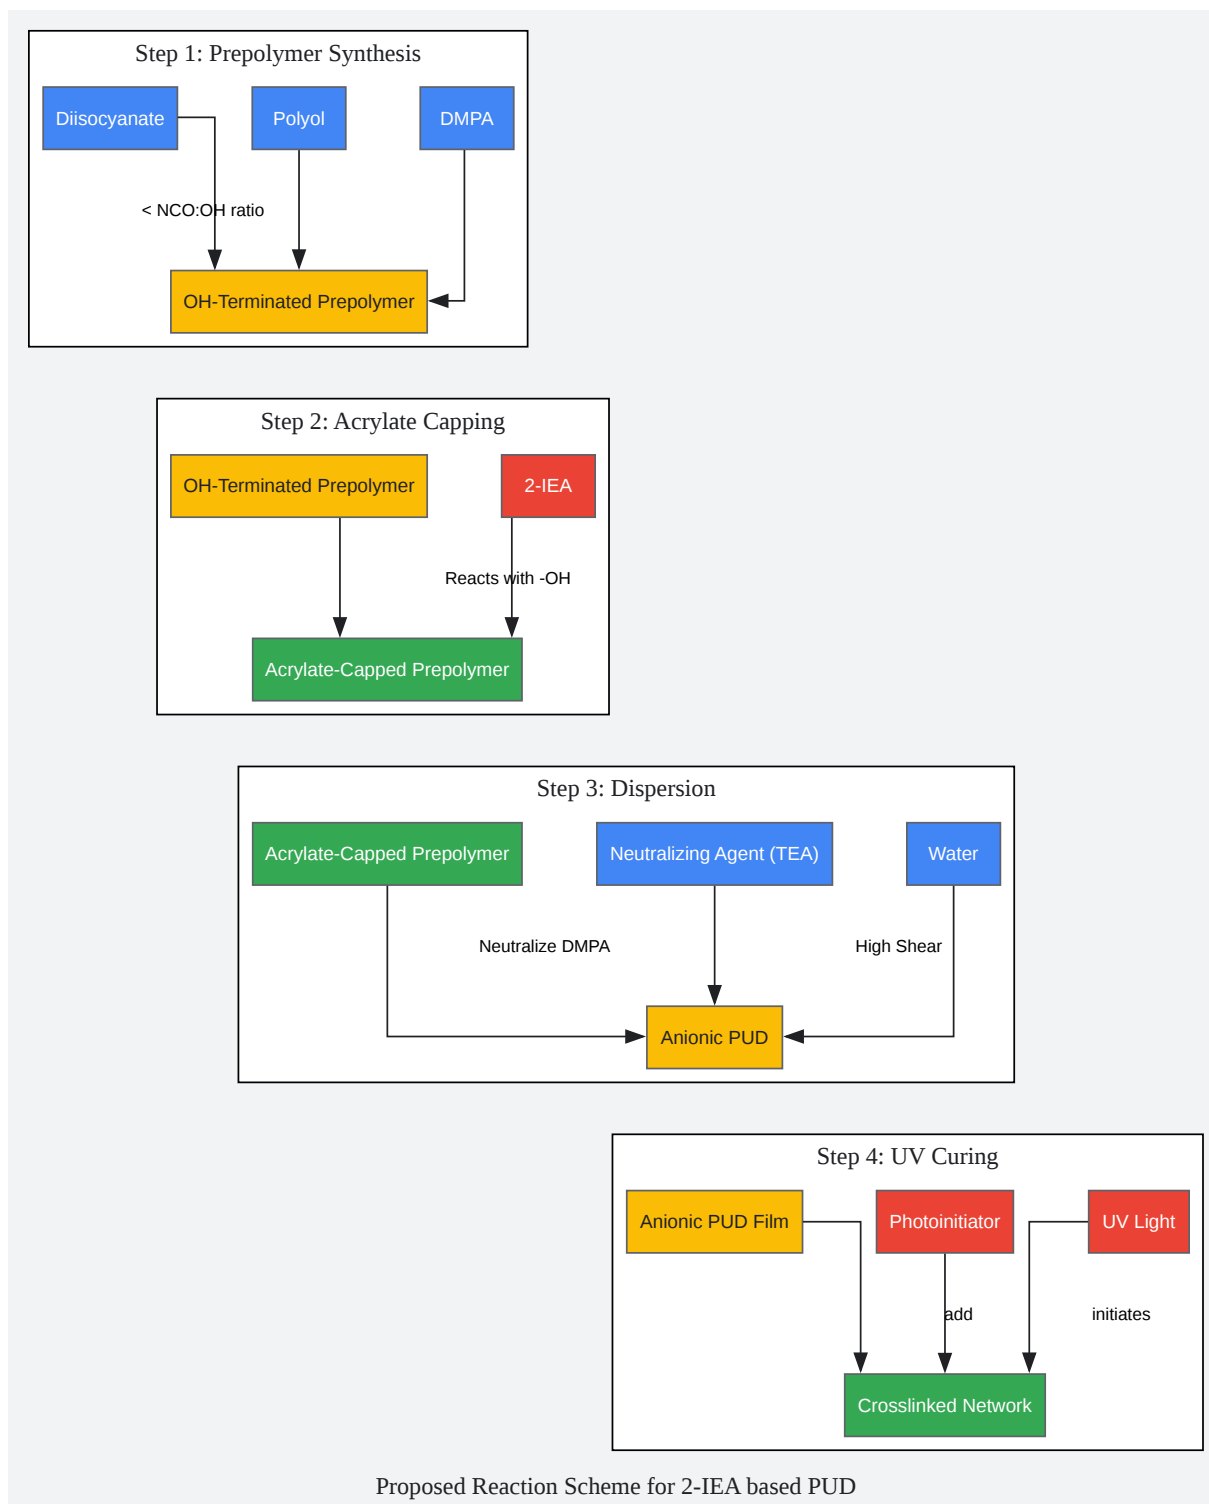 Step 1: Prepolymer Synthesis
Diisocyanate
Polyol
DMPA
< NCO:OH ratio
OH-Terminated Prepolymer
Step 2: Acrylate Capping
OH-Terminated Prepolymer
2-IEA
Reacts with -OH
Acrylate-Capped Prepolymer
Step 3: Dispersion
Acrylate-Capped Prepolymer
Neutralizing Agent (TEA)
Water
Neutralize DMPA
High Shear
Anionic PUD
Step 4: UV Curing
Anionic PUD Film
Photoinitiator
UV Light
add
initiates
Crosslinked Network
Proposed Reaction Scheme for 2-IEA based PUD